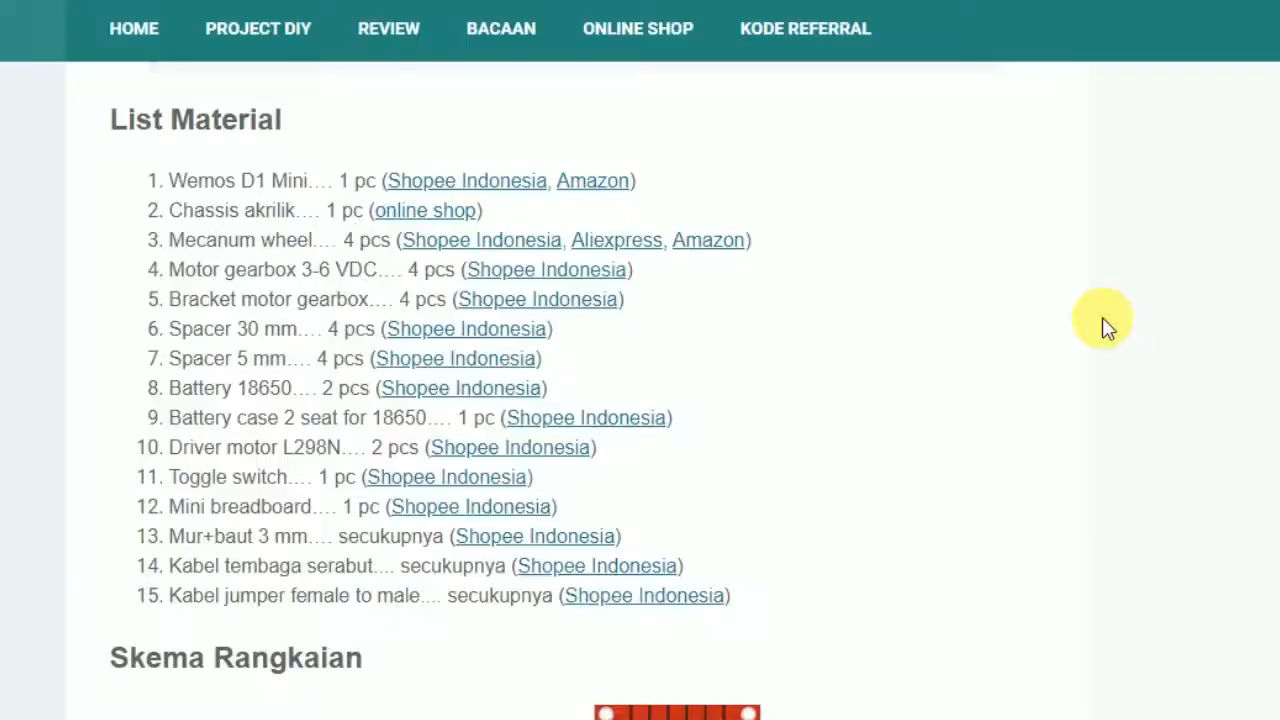 HOME PROJECT DIY REVIEW BACAAN ONLINE SHOP KODE REFERRAL
List Material
1. Wemos D1 Mini.... 1 pc (Shopee Indonesia, Amazon)
2. Chassis akrilik.... 1 pc (online shop)
3. Mecanum wheel.... 4 pcs (Shopee Indonesia, Aliexpress, Amazon)
4. Motor gearbox 3-6 VDC.... 4 pcs (Shopee Indonesia)
5. Bracket motor gearbox.... 4 pcs (Shopee Indonesia)
6. Spacer 30 mm.... 4 pcs (Shopee Indonesia)
7. Spacer 5 mm.... 4 pcs (Shopee Indonesia)
8. Battery 18650.... 2 pcs (Shopee Indonesia)
9. Battery case 2 seat for 18650.... 1 pc (Shopee Indonesia)
10. Driver motor L298N.... 2 pcs (Shopee Indonesia)
11. Toggle switch.... 1 pc (Shopee Indonesia)
12. Mini breadboard.... 1 pc (Shopee Indonesia)
13. Mur+baut 3 mm.... secukupnya (Shopee Indonesia)
14. Kabel tembaga serabut.... secukupnya (Shopee Indonesia)
15. Kabel jumper female to male.... secukupnya (Shopee Indonesia)
Skema Rangkaian